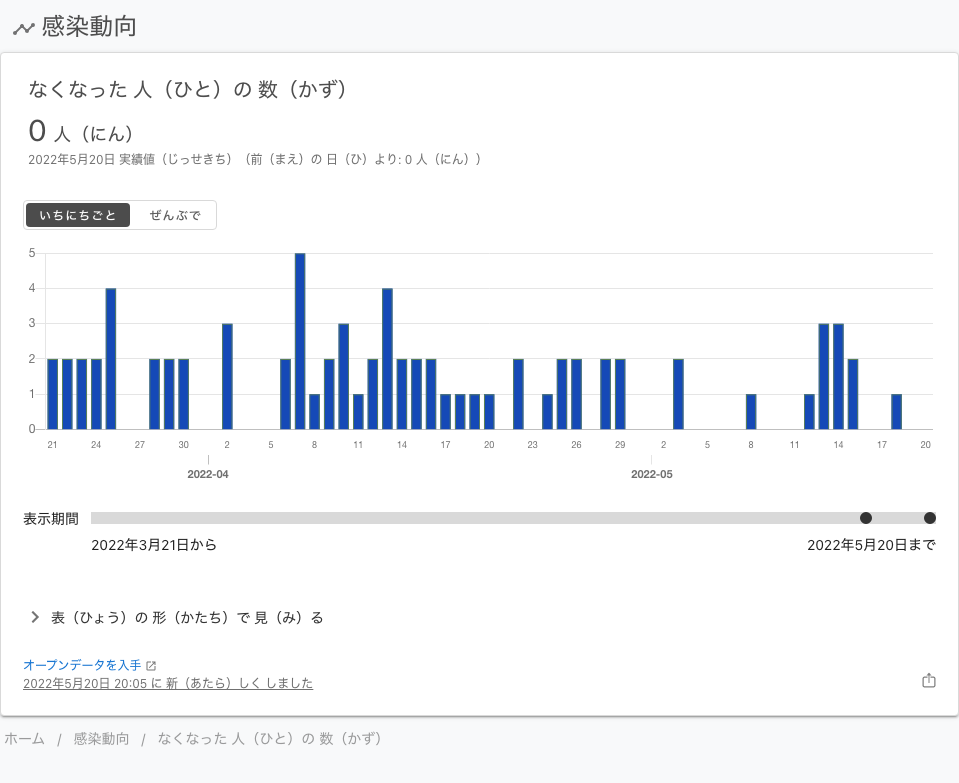 感染動向
なくなった 人（ひと）の 数（かず）
0 人（にん）
2022年5月20日 実績値（じっせきち）（前（まえ）の 日（ひ）より: 0 人（にん））
いちにちごと ぜんぶで
5
4
3
2
1
0
21 24 27 30 2 5 8 11 14 17 20 23 26 29 2 5 8 11 14 17 20
2022-04 2022-05
表示期間
2022年3月21日から 2022年5月20日まで
表（ひょう）の 形（かたち）で 見（み）る
オープンデータを入手
2022年5月20日 20:05 に 新（あたら）しく しました
ホーム / 感染動向 / なくなった 人（ひと）の 数（かず）